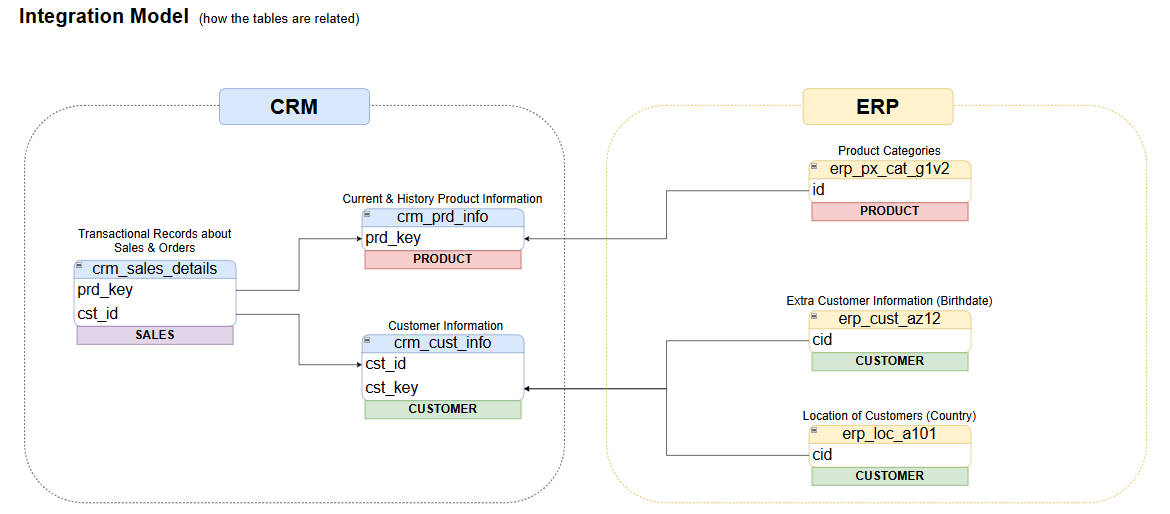 Integration Model (how the tables are related)
CRM
ERP
Transactional Records about
Sales & Orders
crm_sales_details
prd_key
cst_id
SALES
Current & History Product Information
crm_prd_info
prd_key
PRODUCT
Customer Information
crm_cust_info
cst_id
cst_key
CUSTOMER
Product Categories
erp_px_cat_g1v2
id
PRODUCT
Extra Customer Information (Birthdate)
erp_cust_az12
cid
CUSTOMER
Location of Customers (Country)
erp_loc_a101
cid
CUSTOMER